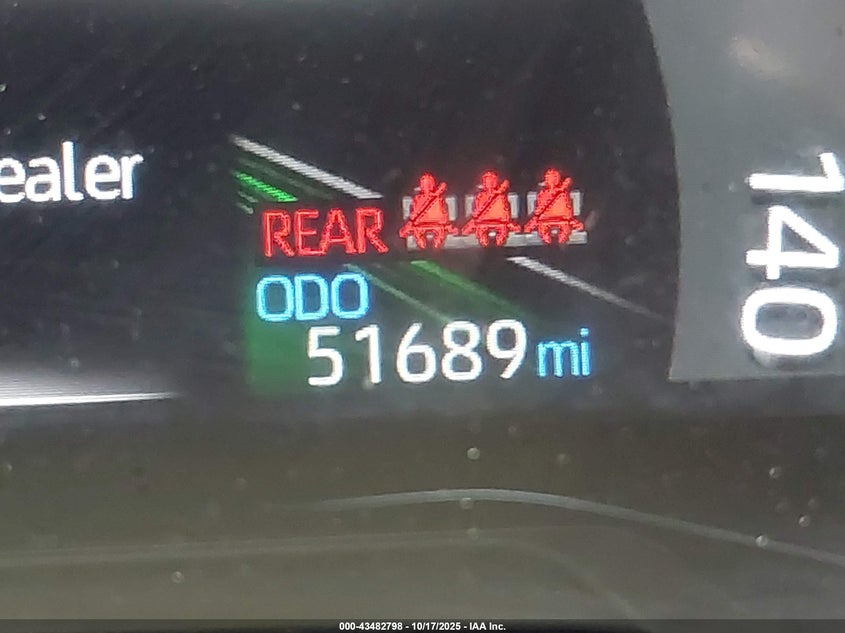 ealer
REAR
ODO
51689 mi
140
000-43482798 - 10/17/2025 - IAA Inc.